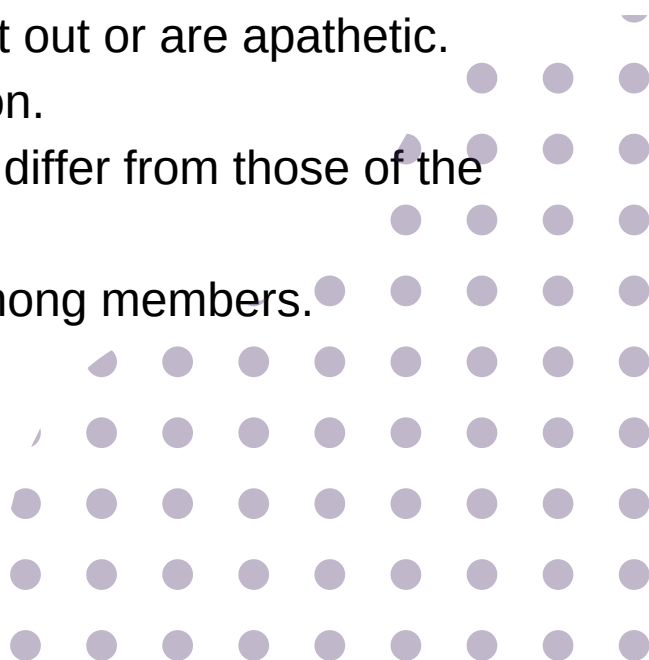 t out or are apathetic.
on.
differ from those of the
mong members.